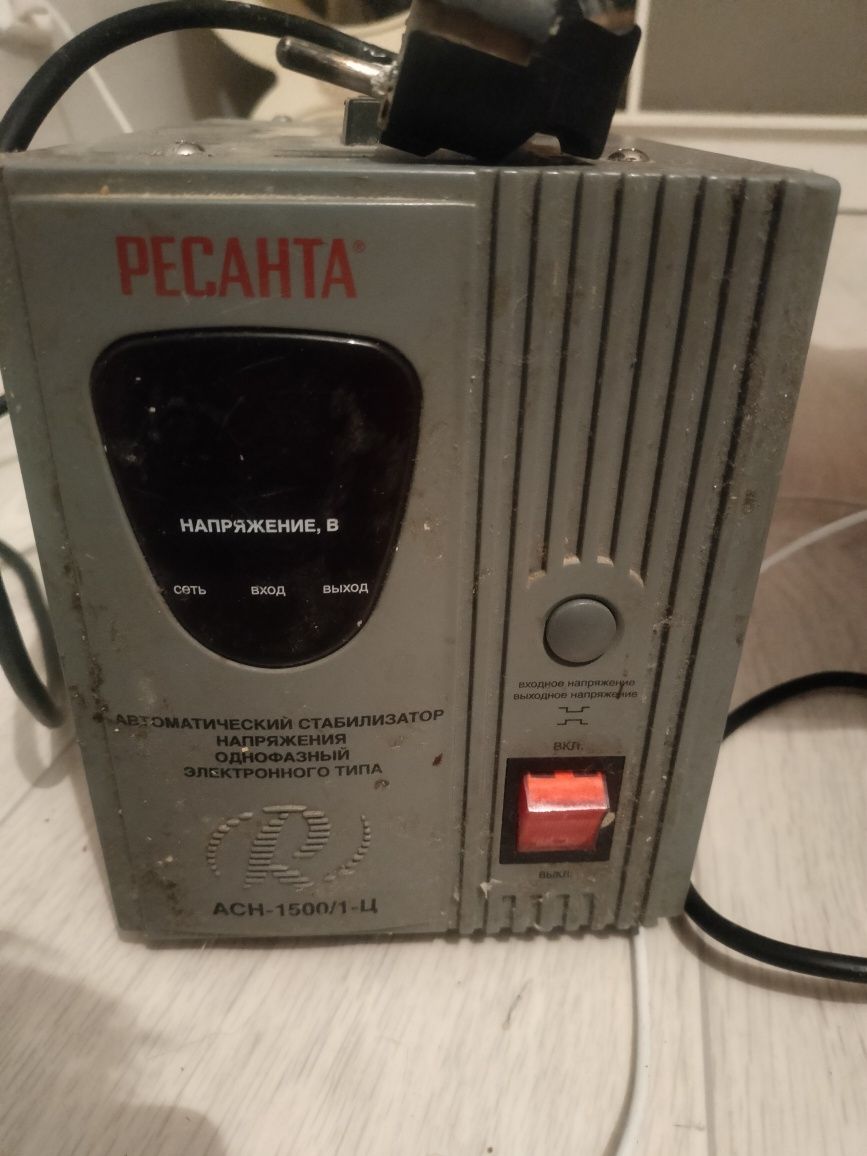 РЕСАНТА®
НАПРЯЖЕНИЕ, В
сеть вход выход
входное напряжение
выходное напряжение
вкл.
выкл.
АВТОМАТИЧЕСКИЙ СТАБИЛИЗАТОР
НАПРЯЖЕНИЯ
ОДНОФАЗНЫЙ
ЭЛЕКТРОННОГО ТИПА
R
АСН-1500/1-Ц